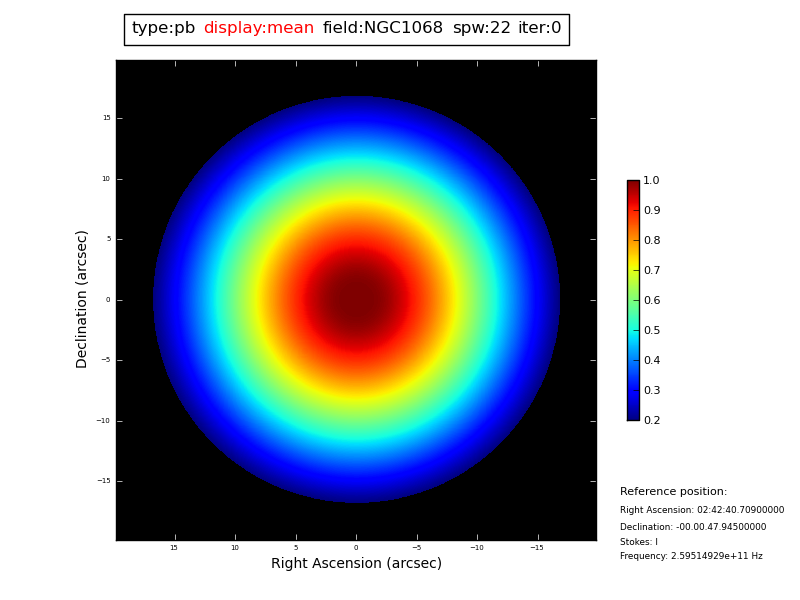 type:pb display:mean field:NGC1068 spw:22 iter:0
15
10
5
0
−5
−10
−15
Declination (arcsec)
15 10 5 0 −5 −10 −15
Right Ascension (arcsec)
1.0
0.9
0.8
0.7
0.6
0.5
0.4
0.3
0.2
Reference position:
Right Ascension: 02:42:40.70900000
Declination: -00.00.47.94500000
Stokes: I
Frequency: 2.59514929e+11 Hz